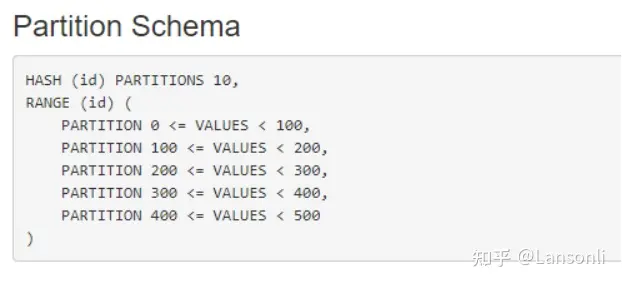 Partition Schema
HASH (id) PARTITIONS 10,
RANGE (id) (
    PARTITION 0 <= VALUES < 100,
    PARTITION 100 <= VALUES < 200,
    PARTITION 200 <= VALUES < 300,
    PARTITION 300 <= VALUES < 400,
    PARTITION 400 <= VALUES < 500
)
知乎 @Lansonli